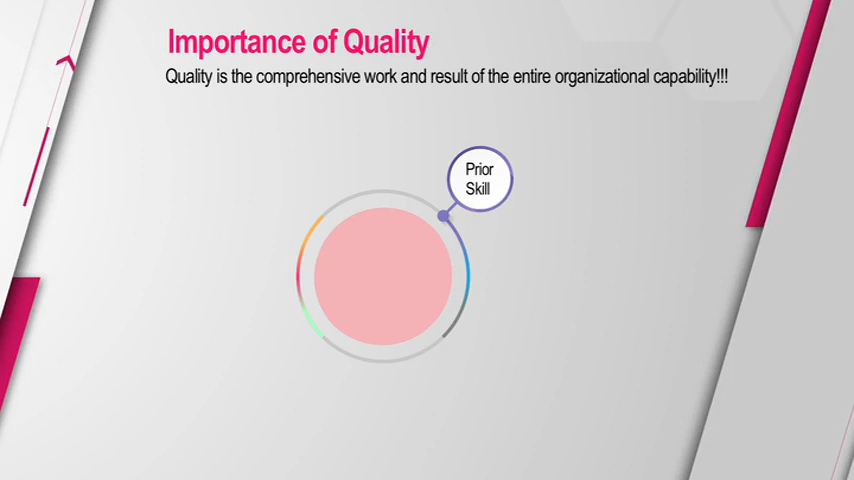 Importance of Quality
Quality is the comprehensive work and result of the entire organizational capability!!!
Prior
Skill